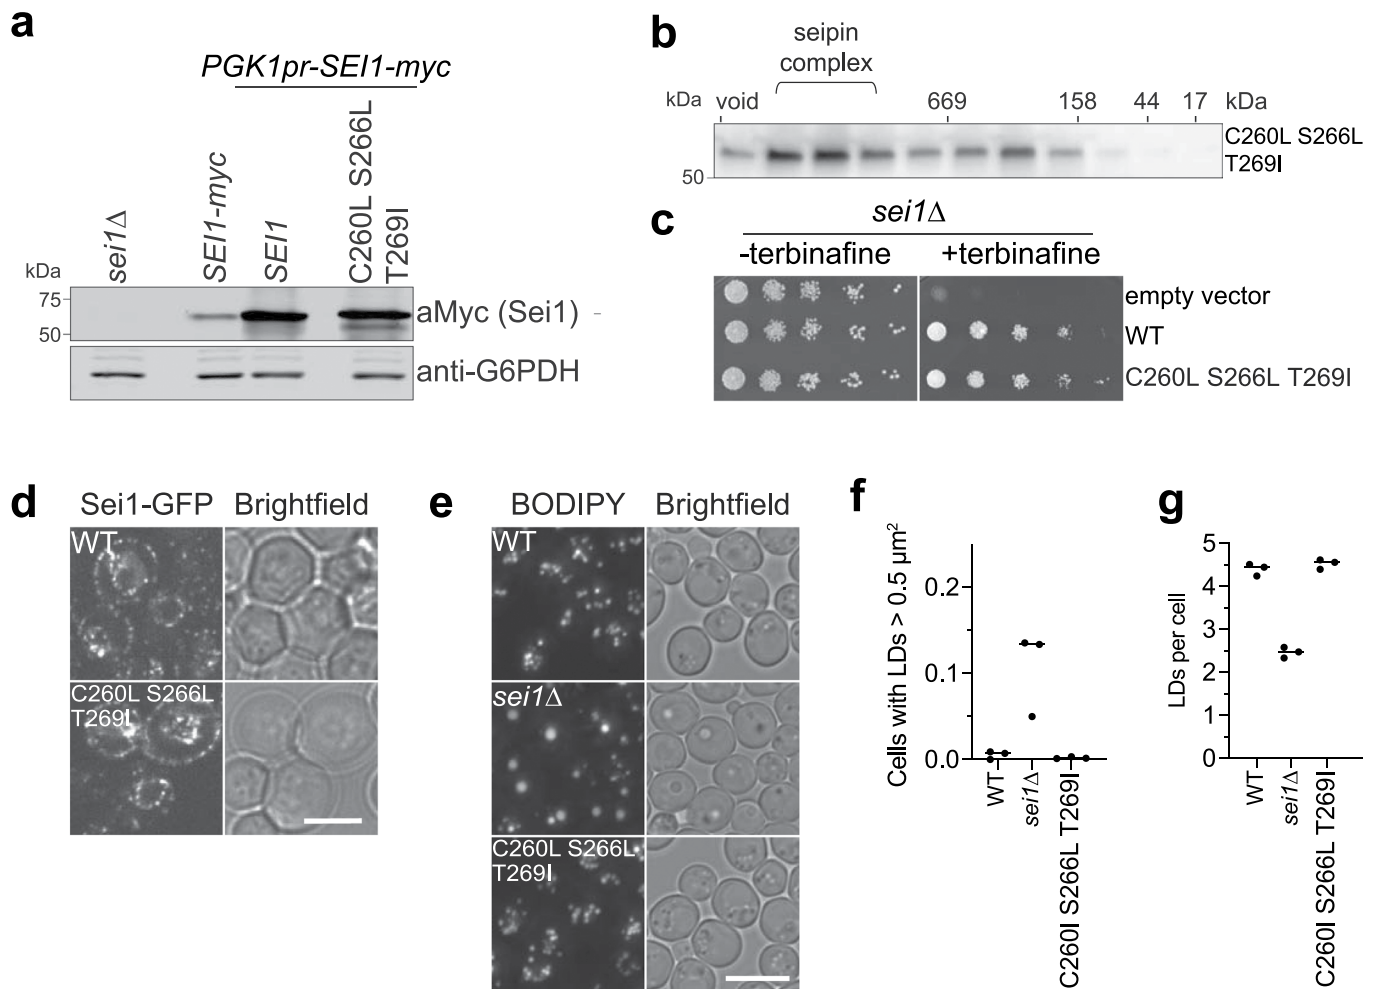 a
PGK1pr-SEI1-myc
kDa
sei1Δ
SEI1-myc
SEI1
C260L S266L
T269I
75
50
aMyc (Sei1)
anti-G6PDH
b
seipin
complex
kDa
void
669
158
44
17
kDa
50
C260L S266L
T269I
c
sei1Δ
-terbinafine
+terbinafine
empty vector
WT
C260L S266L T269I
d
Sei1-GFP
Brightfield
WT
C260L S266L
T269I
e
BODIPY
Brightfield
WT
sei1Δ
C260L S266L
T269I
f
Cells with LDs > 0.5 µm²
0.2
0.1
0.0
WT
sei1Δ
C260I S266L T269I
g
LDs per cell
5
4
3
2
1
0
WT
sei1Δ
C260I S266L T269I